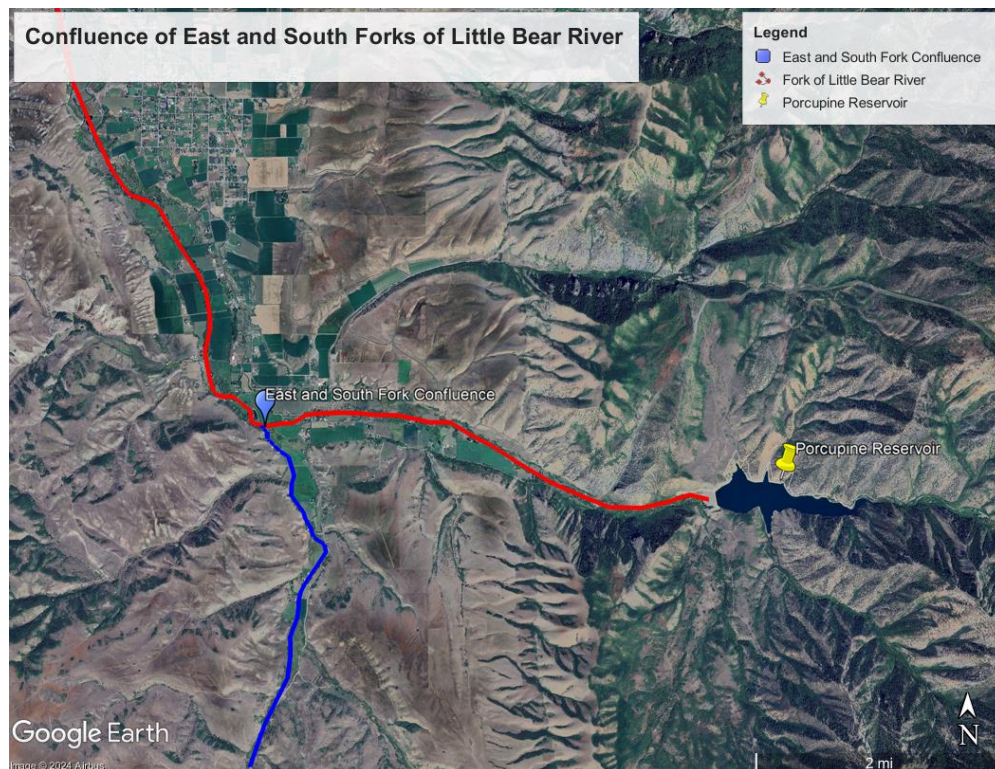 Confluence of East and South Forks of Little Bear River
Legend
East and South Fork Confluence
Fork of Little Bear River
Porcupine Reservoir
East and South Fork Confluence
Porcupine Reservoir
Google Earth
Image © 2024 Airbus
2 mi
N